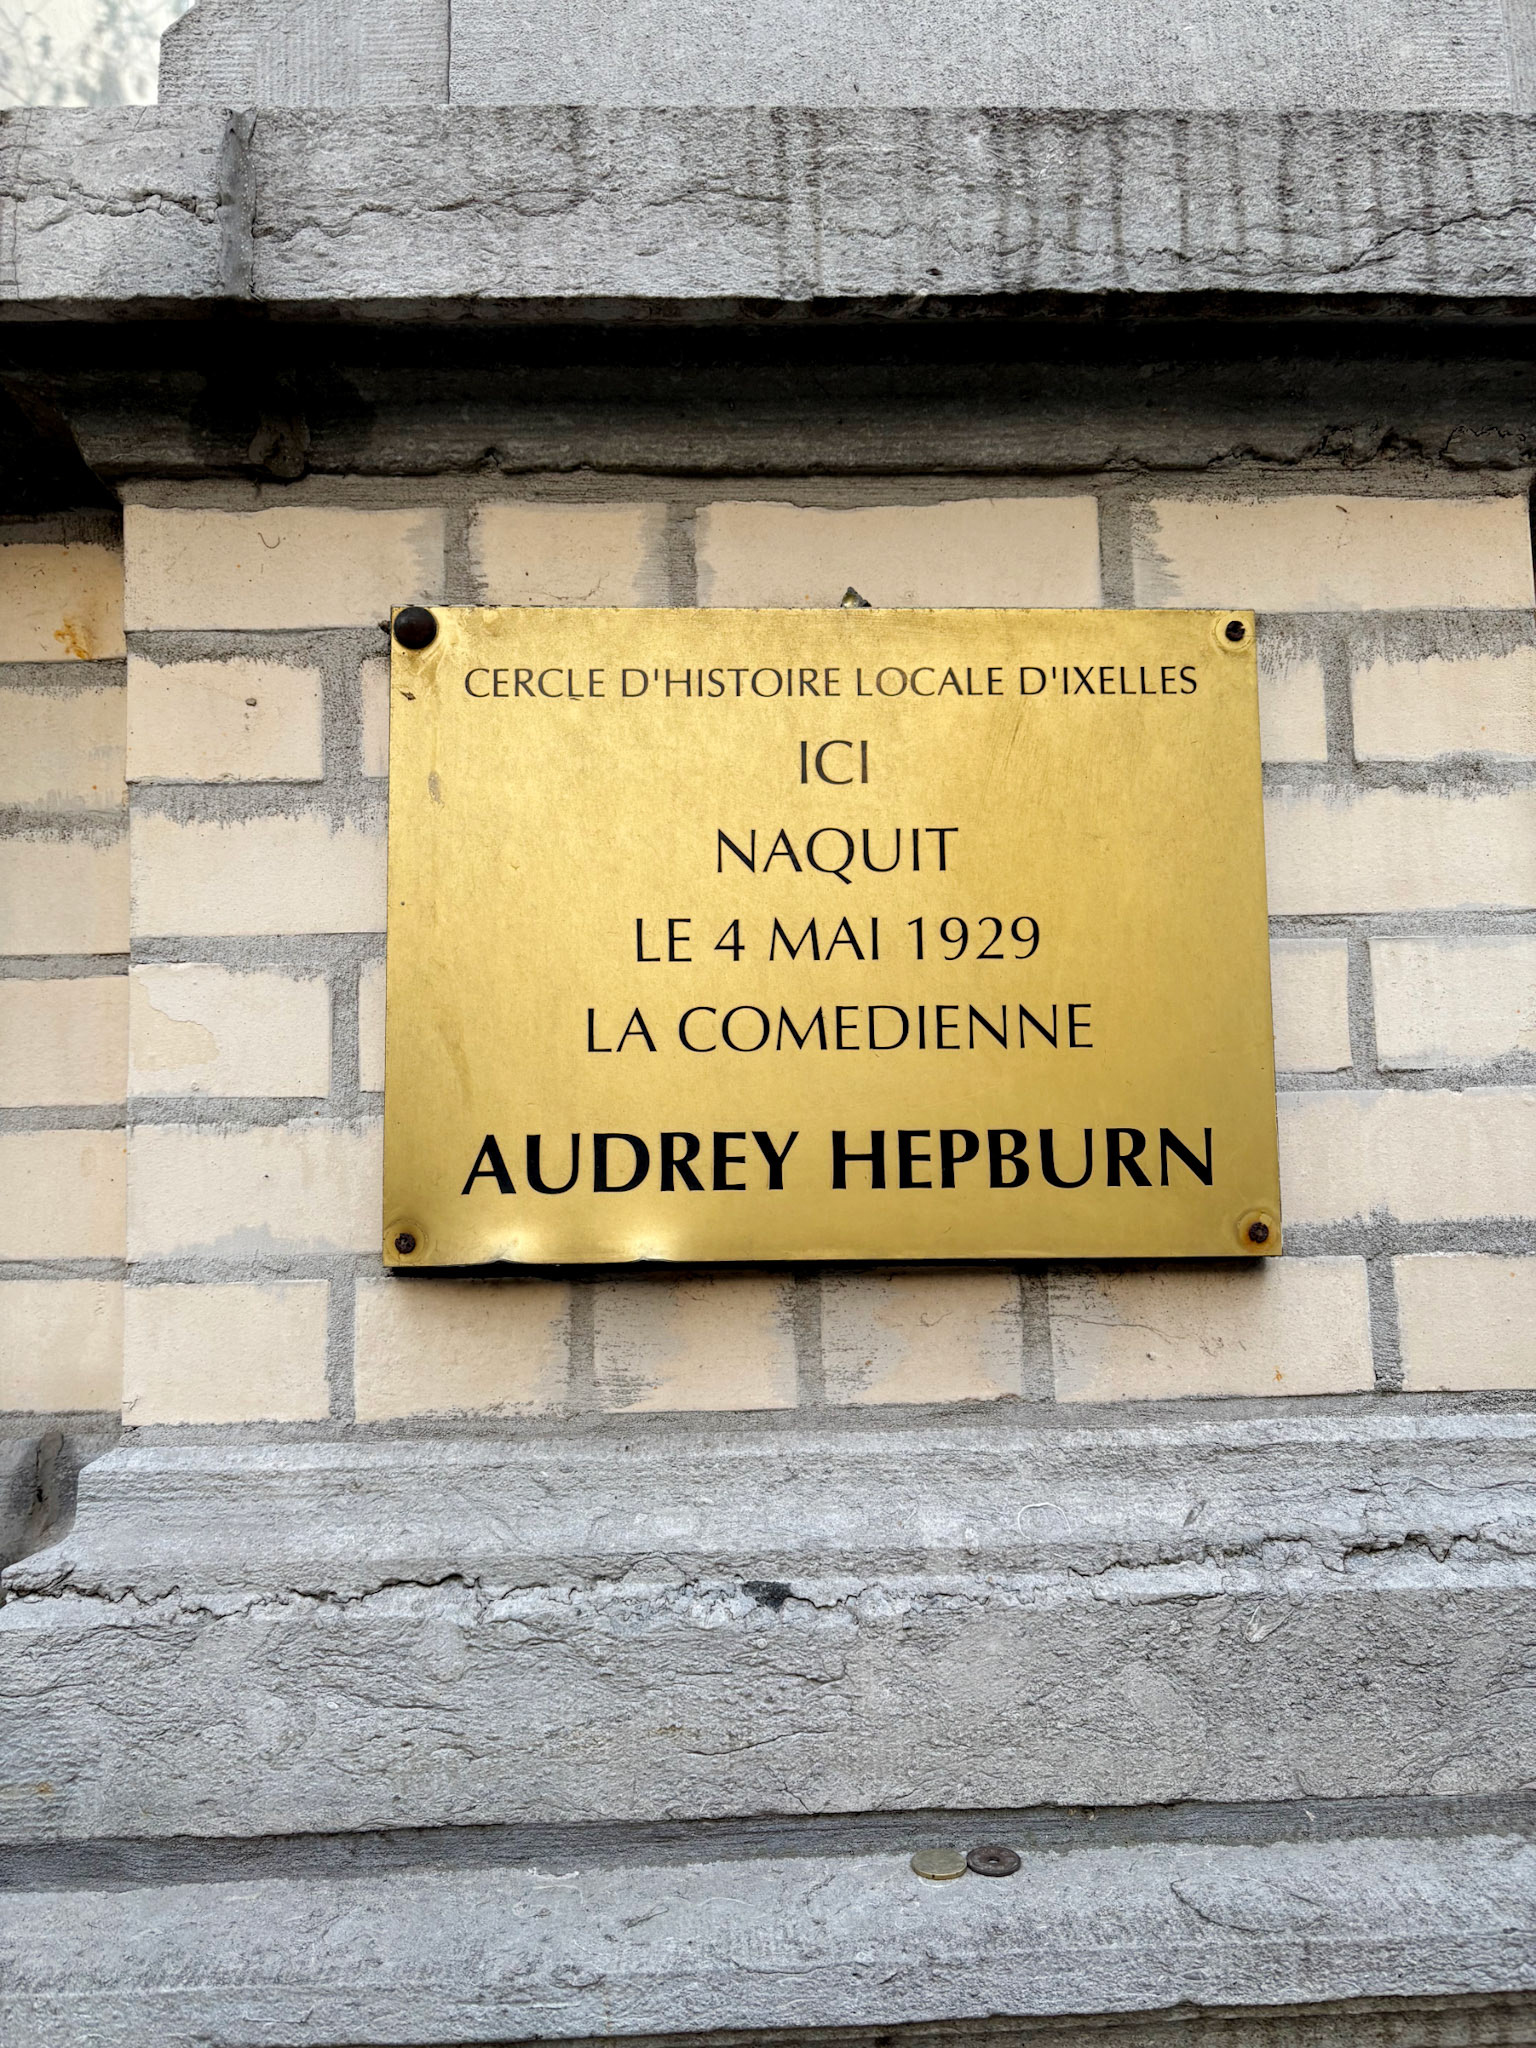 CERCLE D'HISTOIRE LOCALE D'IXELLES
ICI
NAQUIT
LE 4 MAI 1929
LA COMEDIENNE
AUDREY HEPBURN